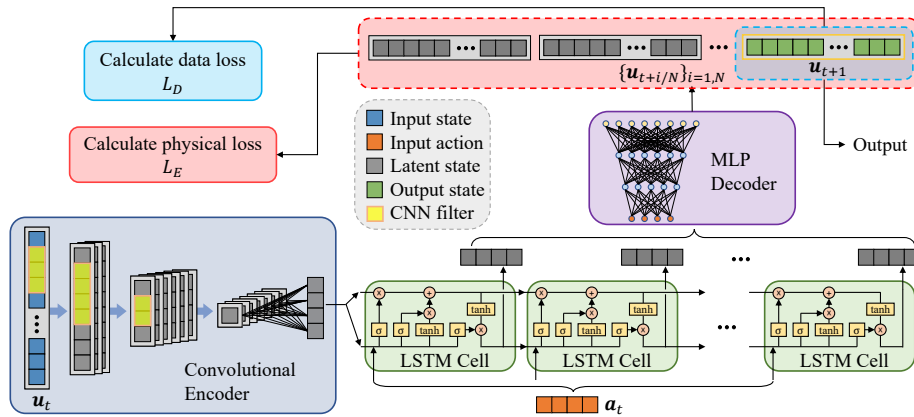 Calculate data loss
L_D
Calculate physical loss
L_E
{u_{t+i/N}}_{i=1,N}
u_{t+1}
Input state
Input action
Latent state
Output state
CNN filter
MLP
Decoder
Output
u_t
Convolutional
Encoder
x + tanh x x σ σ tanh σ
LSTM Cell
x + tanh x x σ σ tanh σ
LSTM Cell
x + tanh x x σ σ tanh σ
LSTM Cell
a_t